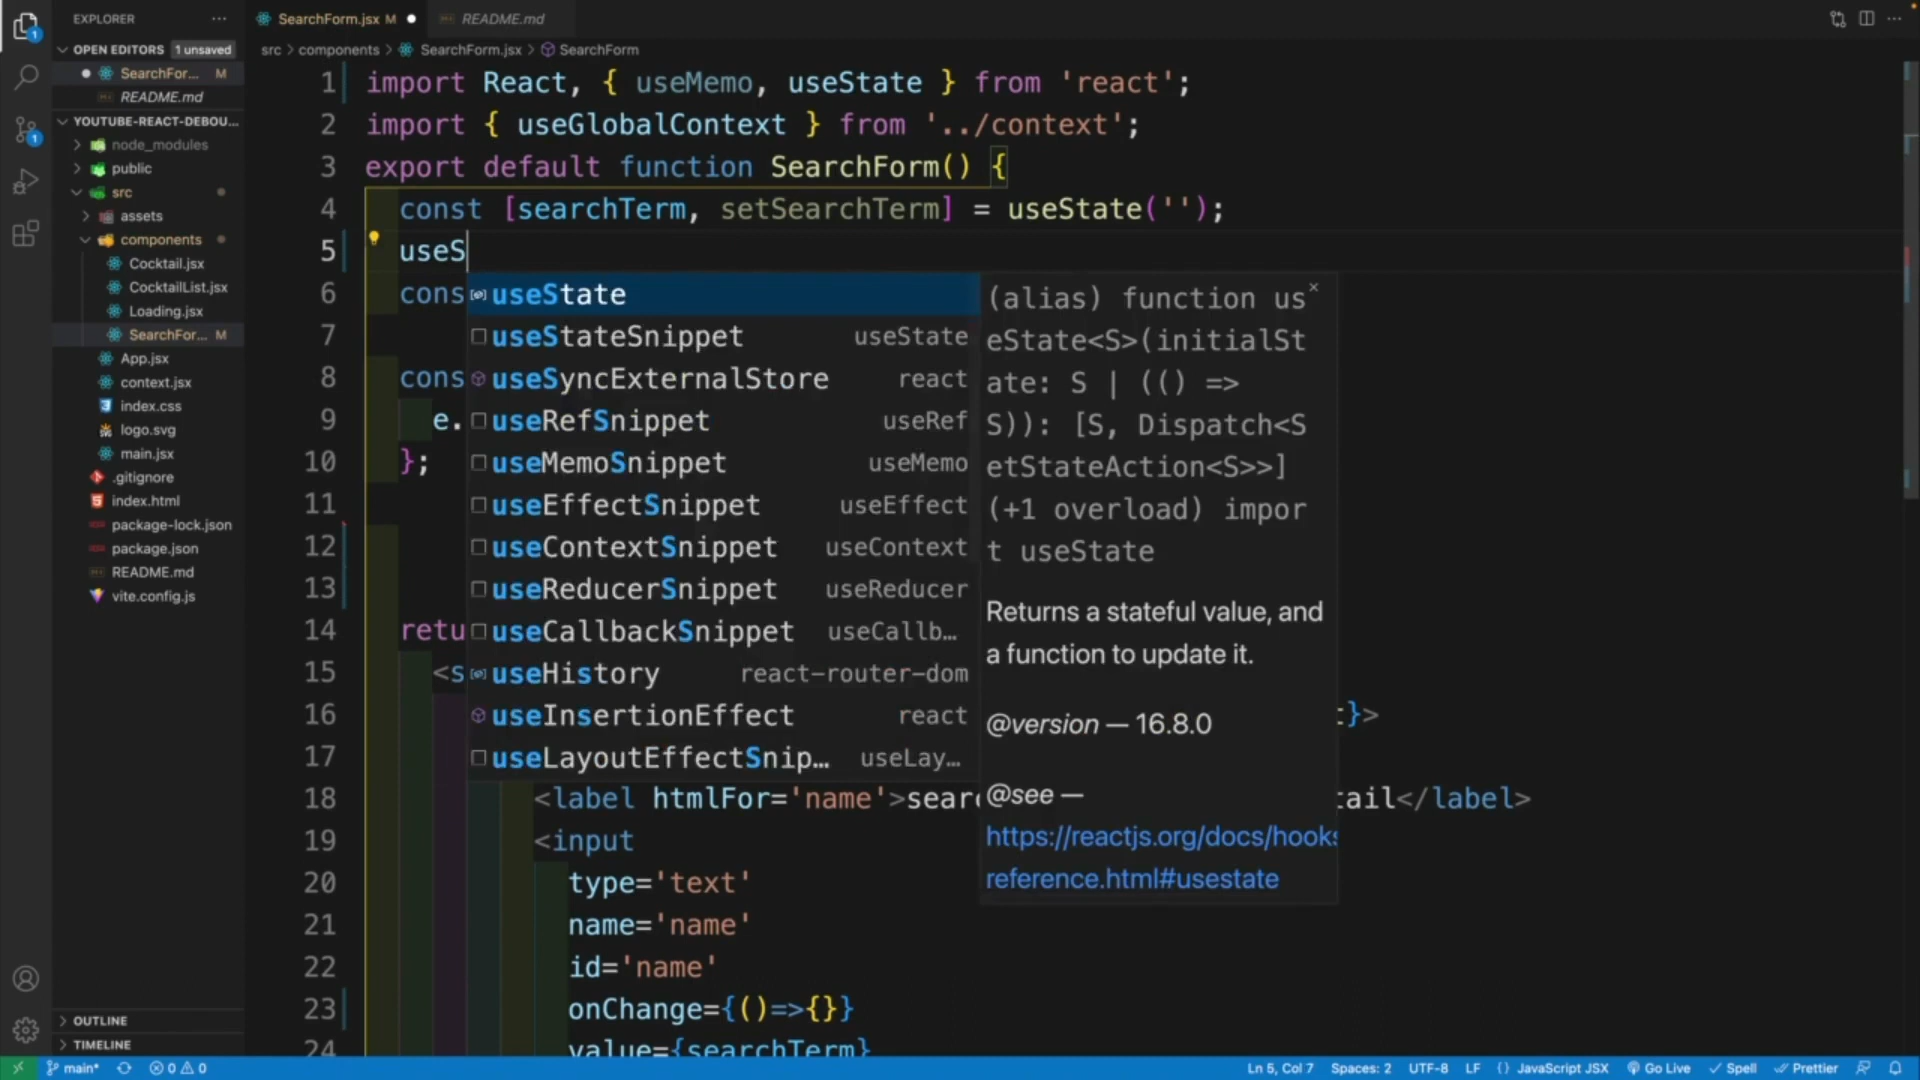 EXPLORER
OPEN EDITORS 1 unsaved
SearchFor... M
README.md
YOUTUBE-REACT-DEBOU...
node_modules
public
src
assets
components
Cocktail.jsx
CocktailList.jsx
Loading.jsx
SearchFor... M
App.jsx
context.jsx
index.css
logo.svg
main.jsx
.gitignore
index.html
package-lock.json
package.json
README.md
vite.config.js
OUTLINE
TIMELINE
SearchForm.jsx M
README.md
src > components > SearchForm.jsx > SearchForm
1 import React, { useMemo, useState } from 'react';
2 import { useGlobalContext } from '../context';
3 export default function SearchForm() {
4 const [searchTerm, setSearchTerm] = useState('');
5 useS
6 cons
7
8 cons
9 e.
10 };
11
12
13
14 retu
15 <s
16 t}>
17
18 <label htmlFor='name'>sear tail</label>
19 <input
20 type='text'
21 name='name'
22 id='name'
23 onChange={()=>{}}
24 value={searchTerm}
useState
useStateSnippet useState
useSyncExternalStore react
useRefSnippet useRef
useMemoSnippet useMemo
useEffectSnippet useEffect
useContextSnippet useContext
useReducerSnippet useReducer
useCallbackSnippet useCallb…
useHistory react-router-dom
useInsertionEffect react
useLayoutEffectSnip… useLay…
(alias) function us
eState<S>(initialSt
ate: S | (() =>
S)): [S, Dispatch<S
etStateAction<S>>]
(+1 overload) impor
t useState
Returns a stateful value, and
a function to update it.
@version — 16.8.0
@see —
https://reactjs.org/docs/hooks
reference.html#usestate
main* 0 0
Ln 5, Col 7 Spaces: 2 UTF-8 LF {} JavaScript JSX Go Live Spell Prettier